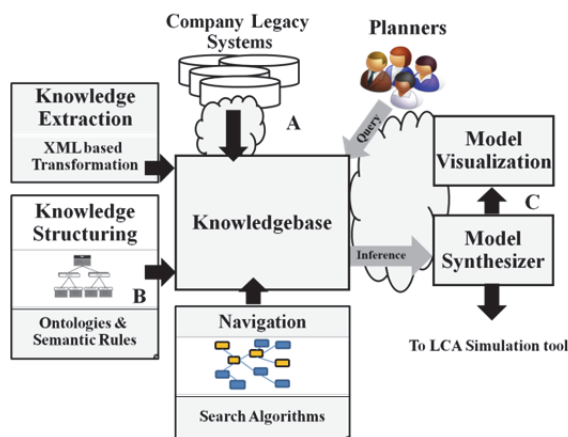 Company Legacy
Systems
Planners
Knowledge
Extraction
XML based
Transformation
A
Query
Model
Visualization
Knowledge
Structuring
Knowledgebase
C
Inference
Model
Synthesizer
B
Ontologies &
Semantic Rules
Navigation
Search Algorithms
To LCA Simulation tool